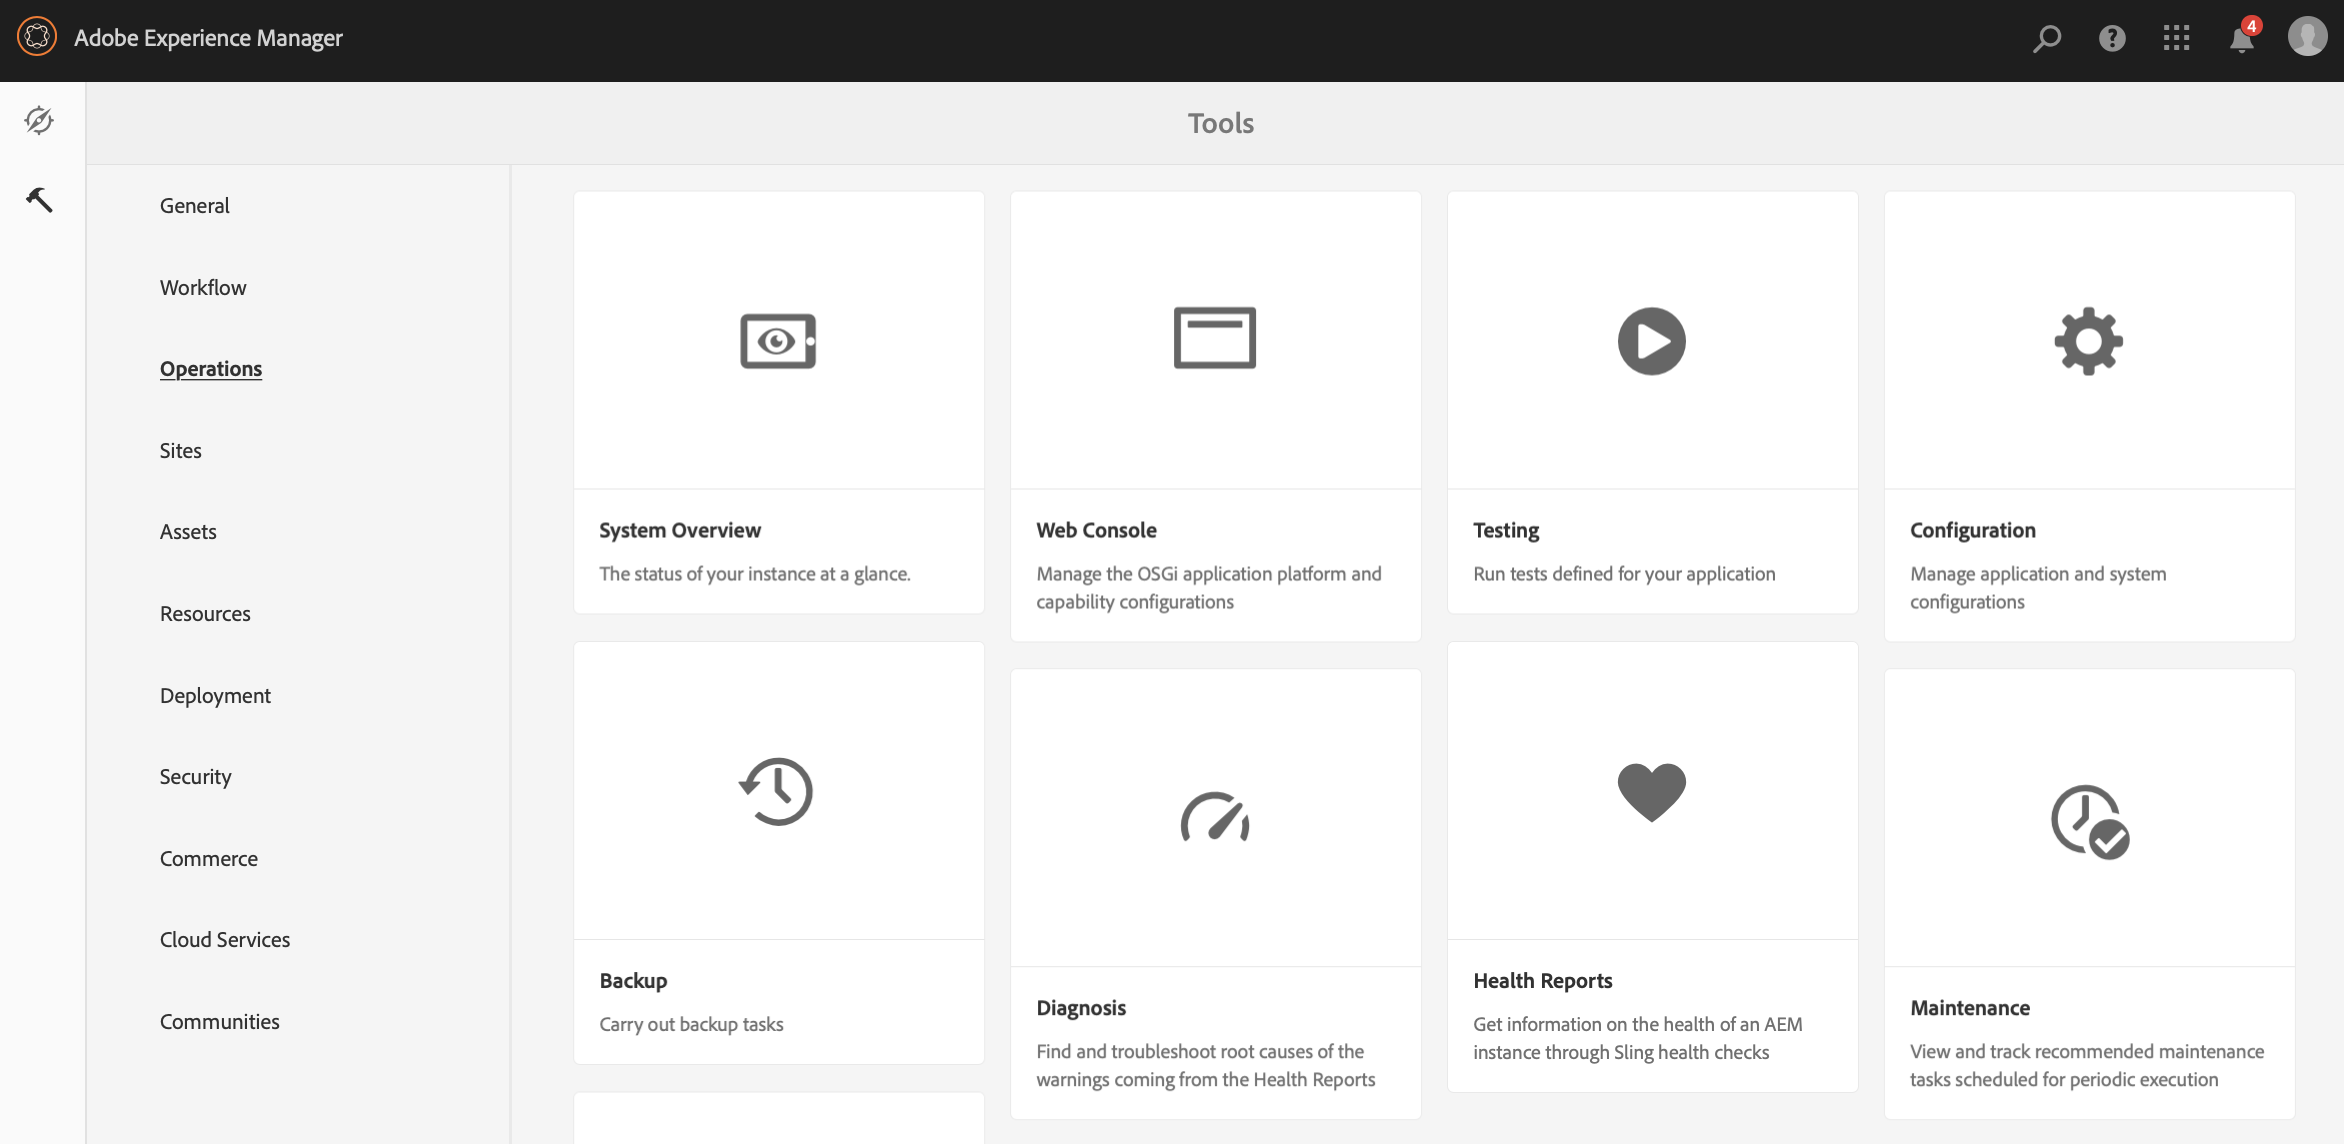 Adobe Experience Manager
4
Tools
General
Workflow
Operations
Sites
Assets
Resources
Deployment
Security
Commerce
Cloud Services
Communities
System Overview
The status of your instance at a glance.
Web Console
Manage the OSGi application platform and
capability configurations
Testing
Run tests defined for your application
Configuration
Manage application and system
configurations
Backup
Carry out backup tasks
Diagnosis
Find and troubleshoot root causes of the
warnings coming from the Health Reports
Health Reports
Get information on the health of an AEM
instance through Sling health checks
Maintenance
View and track recommended maintenance
tasks scheduled for periodic execution